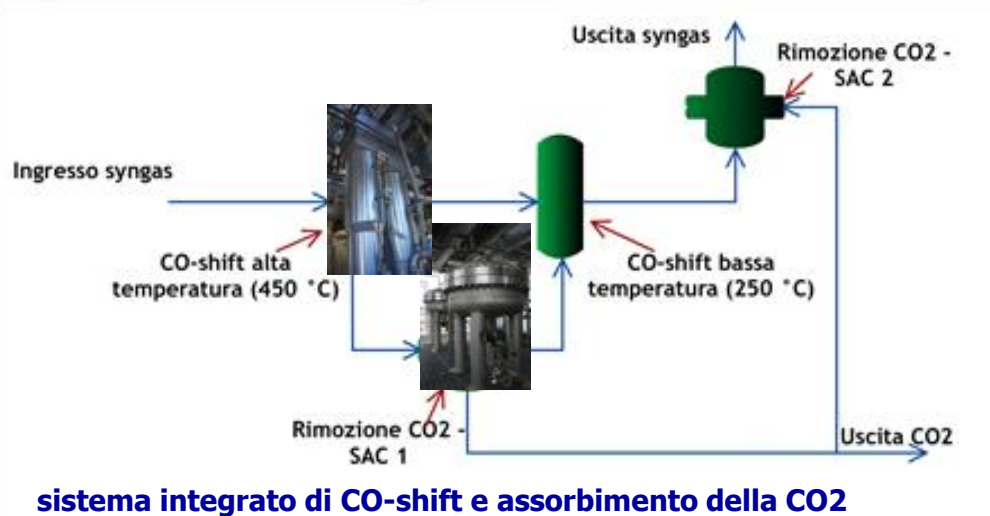 Uscita syngas
Rimozione CO2 -
SAC 2
Ingresso syngas
CO-shift alta
temperatura (450 °C)
CO-shift bassa
temperatura (250 °C)
Rimozione CO2 -
SAC 1
Uscita CO2
sistema integrato di CO-shift e assorbimento della CO2